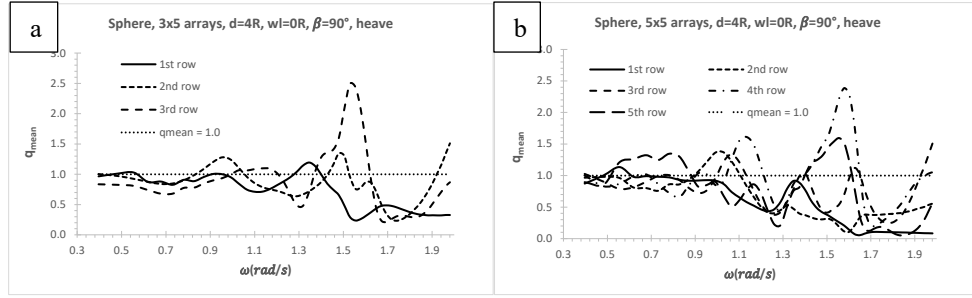 a
Sphere, 3x5 arrays, d=4R, wl=0R, β=90°, heave
3.0
2.5
2.0
1.5
1.0
0.5
0.0
q_mean
1st row
2nd row
3rd row
qmean = 1.0
0.3 0.5 0.7 0.9 1.1 1.3 1.5 1.7 1.9
ω(rad/s)
b
Sphere, 5x5 arrays, d=4R, wl=0R, β=90°, heave
3.0
2.5
2.0
1.5
1.0
0.5
0.0
q_mean
1st row 2nd row
3rd row 4th row
5th row qmean = 1.0
0.3 0.5 0.7 0.9 1.1 1.3 1.5 1.7 1.9
ω(rad/s)